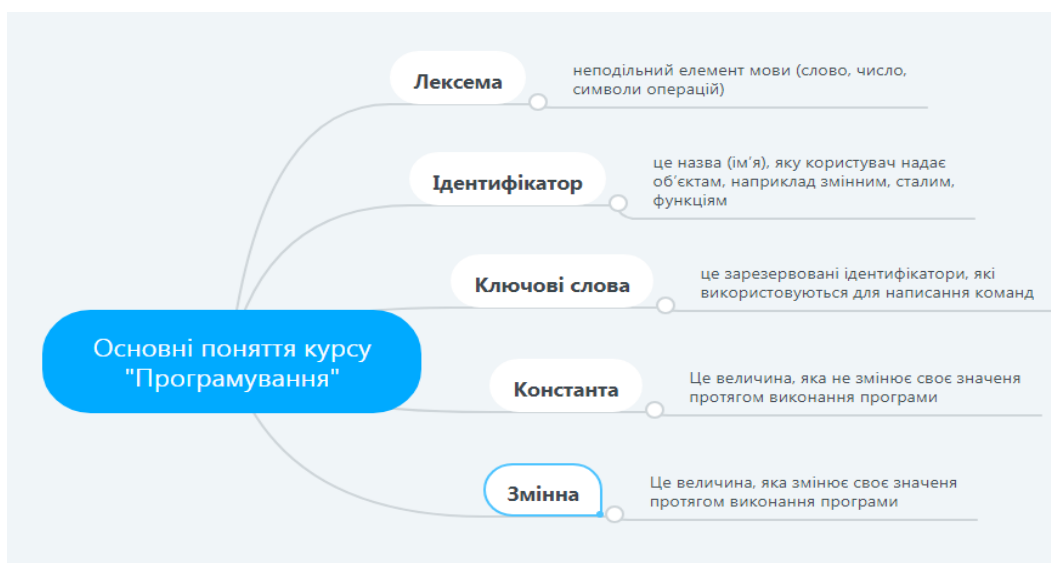 Лексема
неподільний елемент мови (слово, число,
символи операцій)
Ідентифікатор
це назва (ім’я), яку користувач надає
об’єктам, наприклад змінним, сталим,
функціям
Ключові слова
це зарезервовані ідентифікатори, які
використовуються для написання команд
Основні поняття курсу
"Програмування"
Константа
Це величина, яка не змінює своє значеня
протягом виконання програми
Змінна
Це величина, яка змінює своє значеня
протягом виконання програми